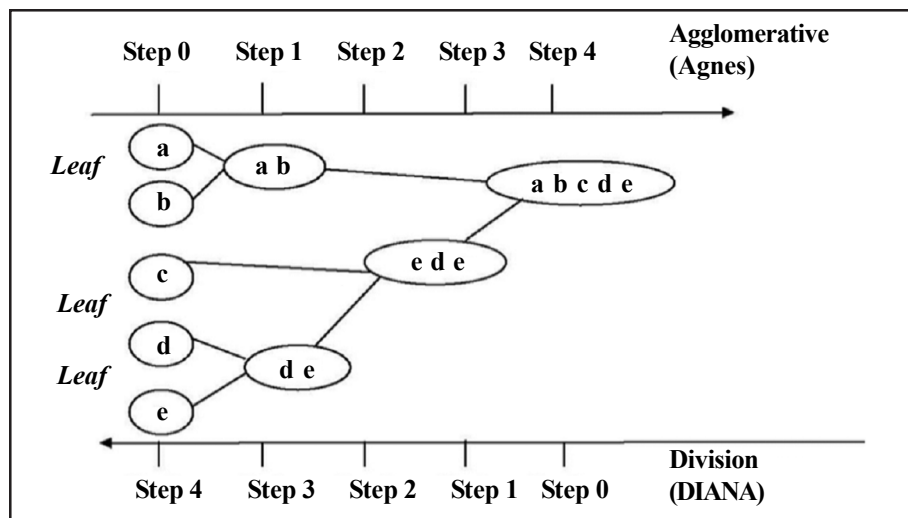 Step 0 Step 1 Step 2 Step 3 Step 4
Agglomerative
(Agnes)
a
Leaf
a b
a b c d e
b
e d e
c
Leaf
d
d e
Leaf
e
Division
(DIANA)
Step 4 Step 3 Step 2 Step 1 Step 0